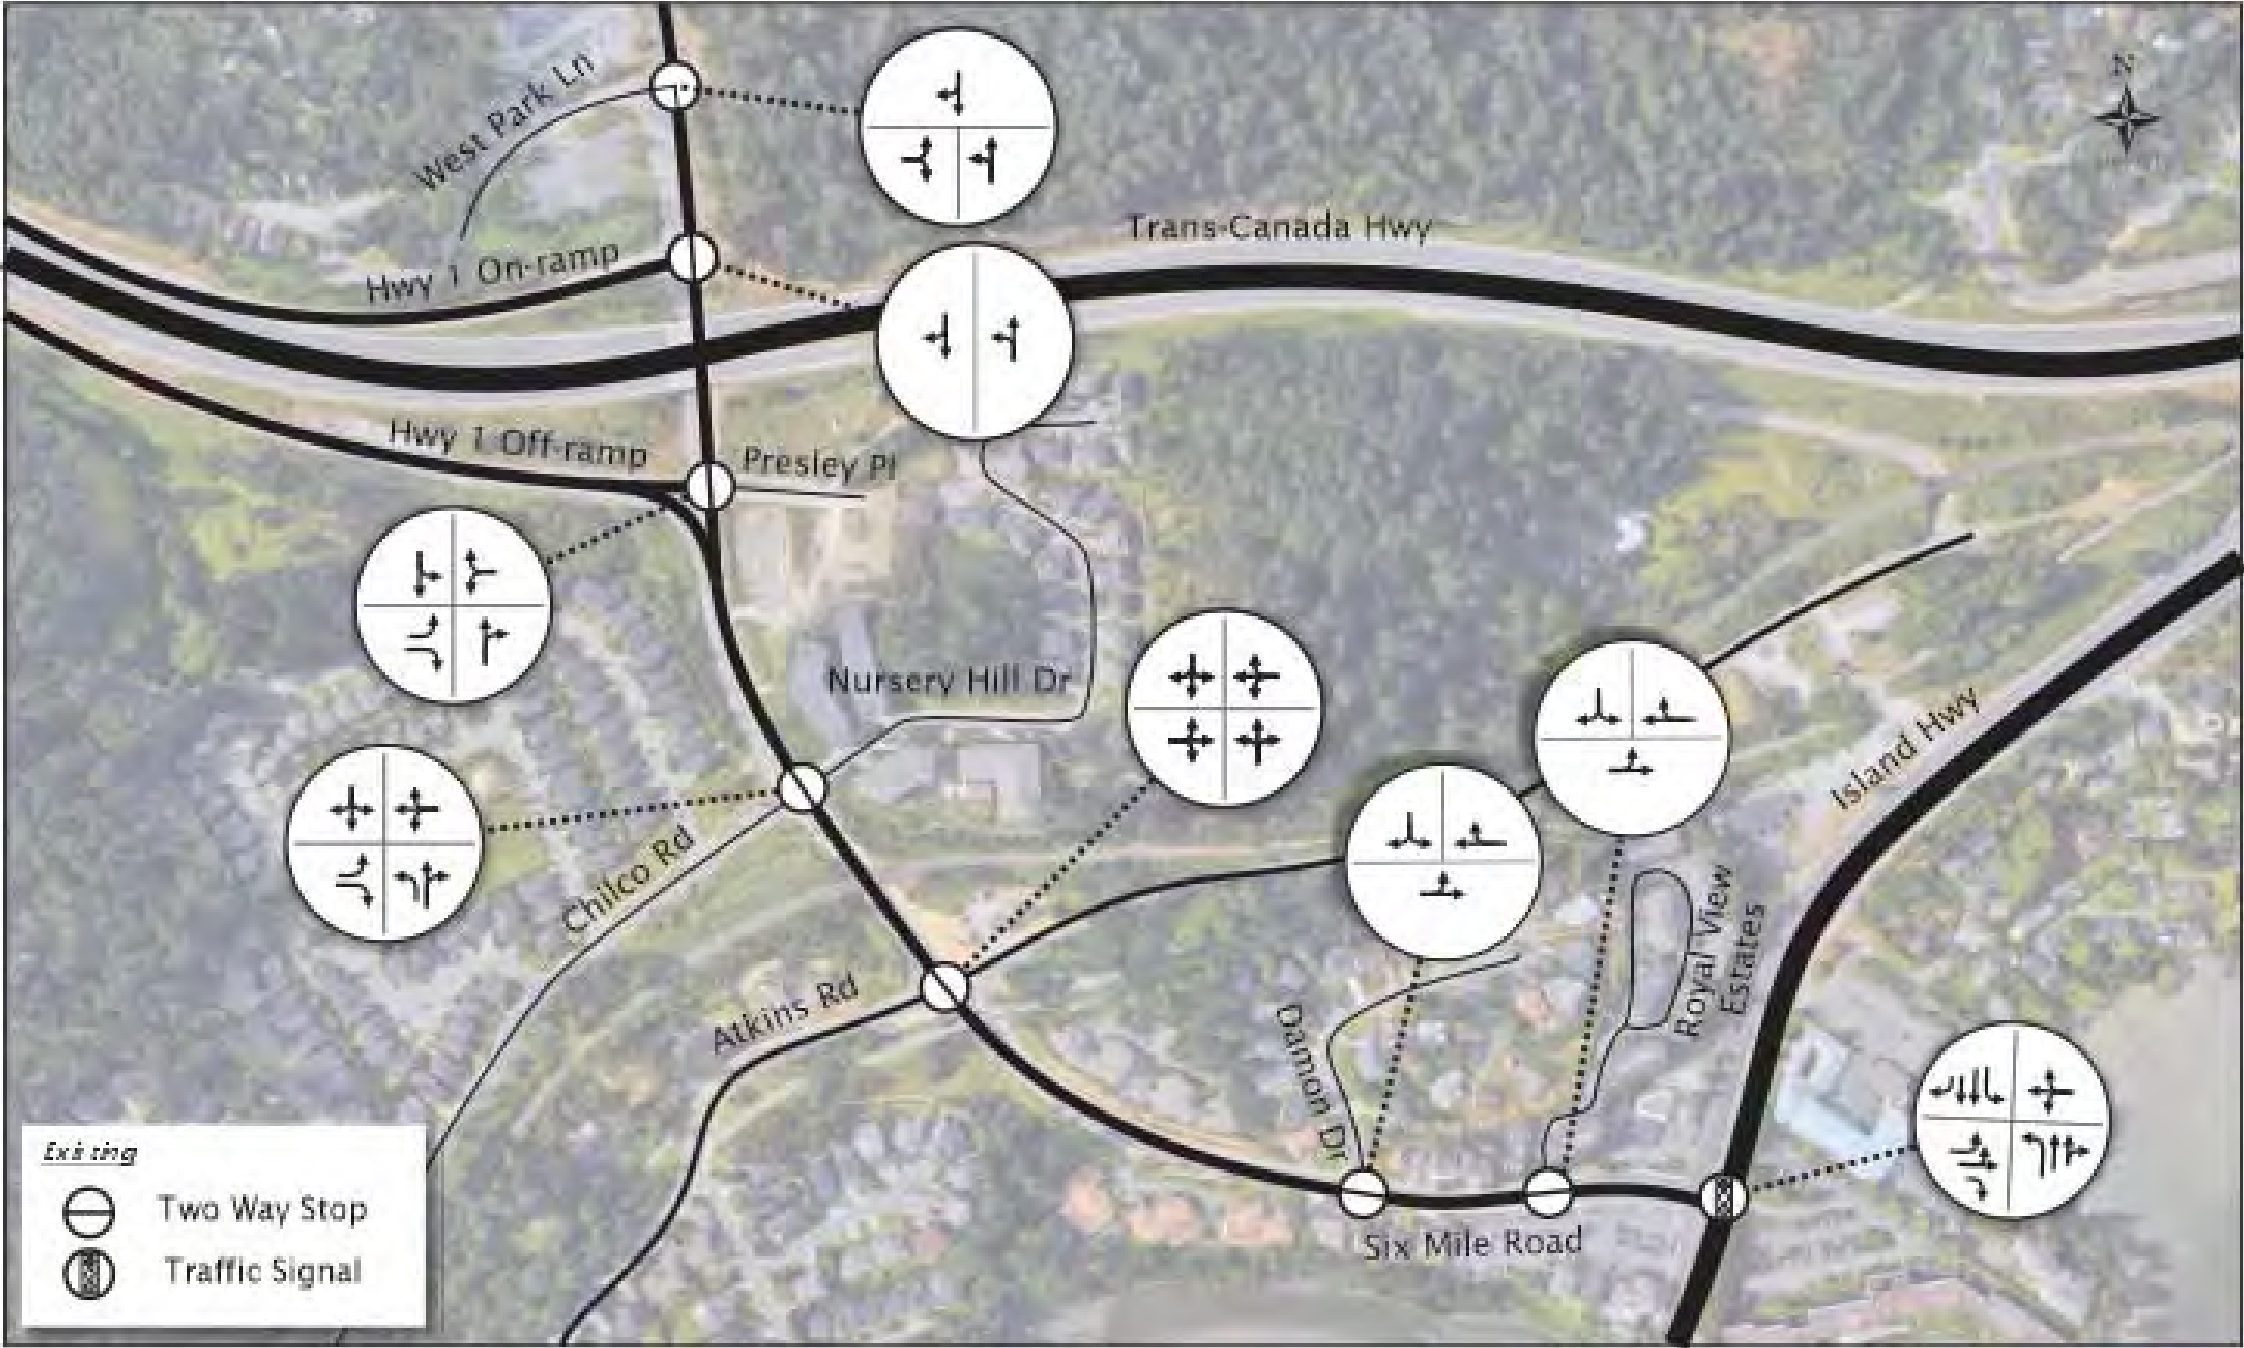 N
West Park Ln
Trans-Canada Hwy
Hwy 1 On-ramp
Hwy 1 Off-ramp
Presley Pl
Nursery Hill Dr
Island Hwy
Chilco Rd
Royal View
Estates
Atkins Rd
Damon Dr
Six Mile Road
Existing
Two Way Stop
Traffic Signal